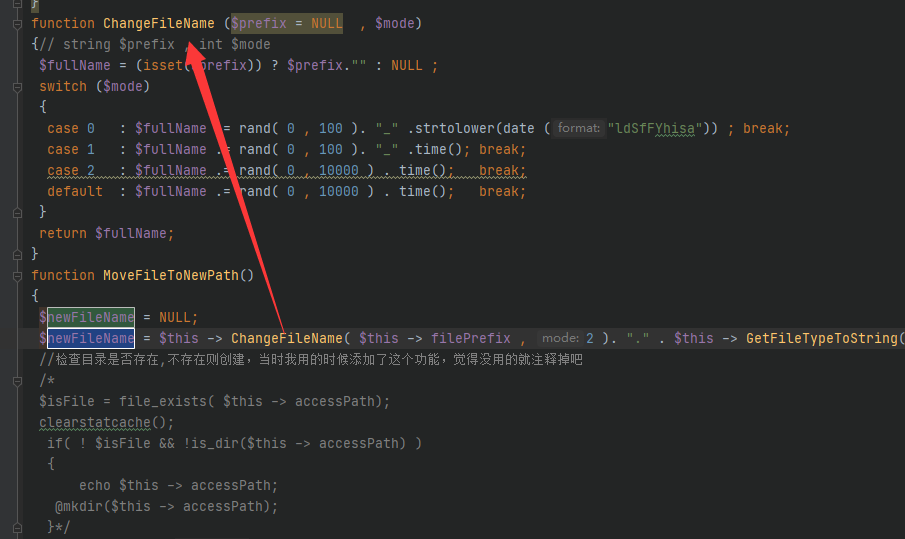 }
function ChangeFileName ($prefix = NULL , $mode)
{// string $prefix , int $mode
$fullName = (isset( prefix)) ? $prefix."" : NULL ;
switch ($mode)
{
case 0 : $fullName .= rand( 0 , 100 ). "_" .strtolower(date ( format: "ldSfFYhisa")) ; break;
case 1 : $fullName .= rand( 0 , 100 ). "_" .time(); break;
case 2 : $fullName .= rand( 0 , 10000 ) . time(); break;
default : $fullName .= rand( 0 , 10000 ) . time(); break;
}
return $fullName;
}
function MoveFileToNewPath()
{
$newFileName = NULL;
$newFileName = $this -> ChangeFileName( $this -> filePrefix , mode: 2 ). "." . $this -> GetFileTypeToString(
//检查目录是否存在,不存在则创建，当时我用的时候添加了这个功能，觉得没用的就注释掉吧
/*
$isFile = file_exists( $this -> accessPath);
clearstatcache();
if( ! $isFile && !is_dir($this -> accessPath) )
{
echo $this -> accessPath;
@mkdir($this -> accessPath);
}*/